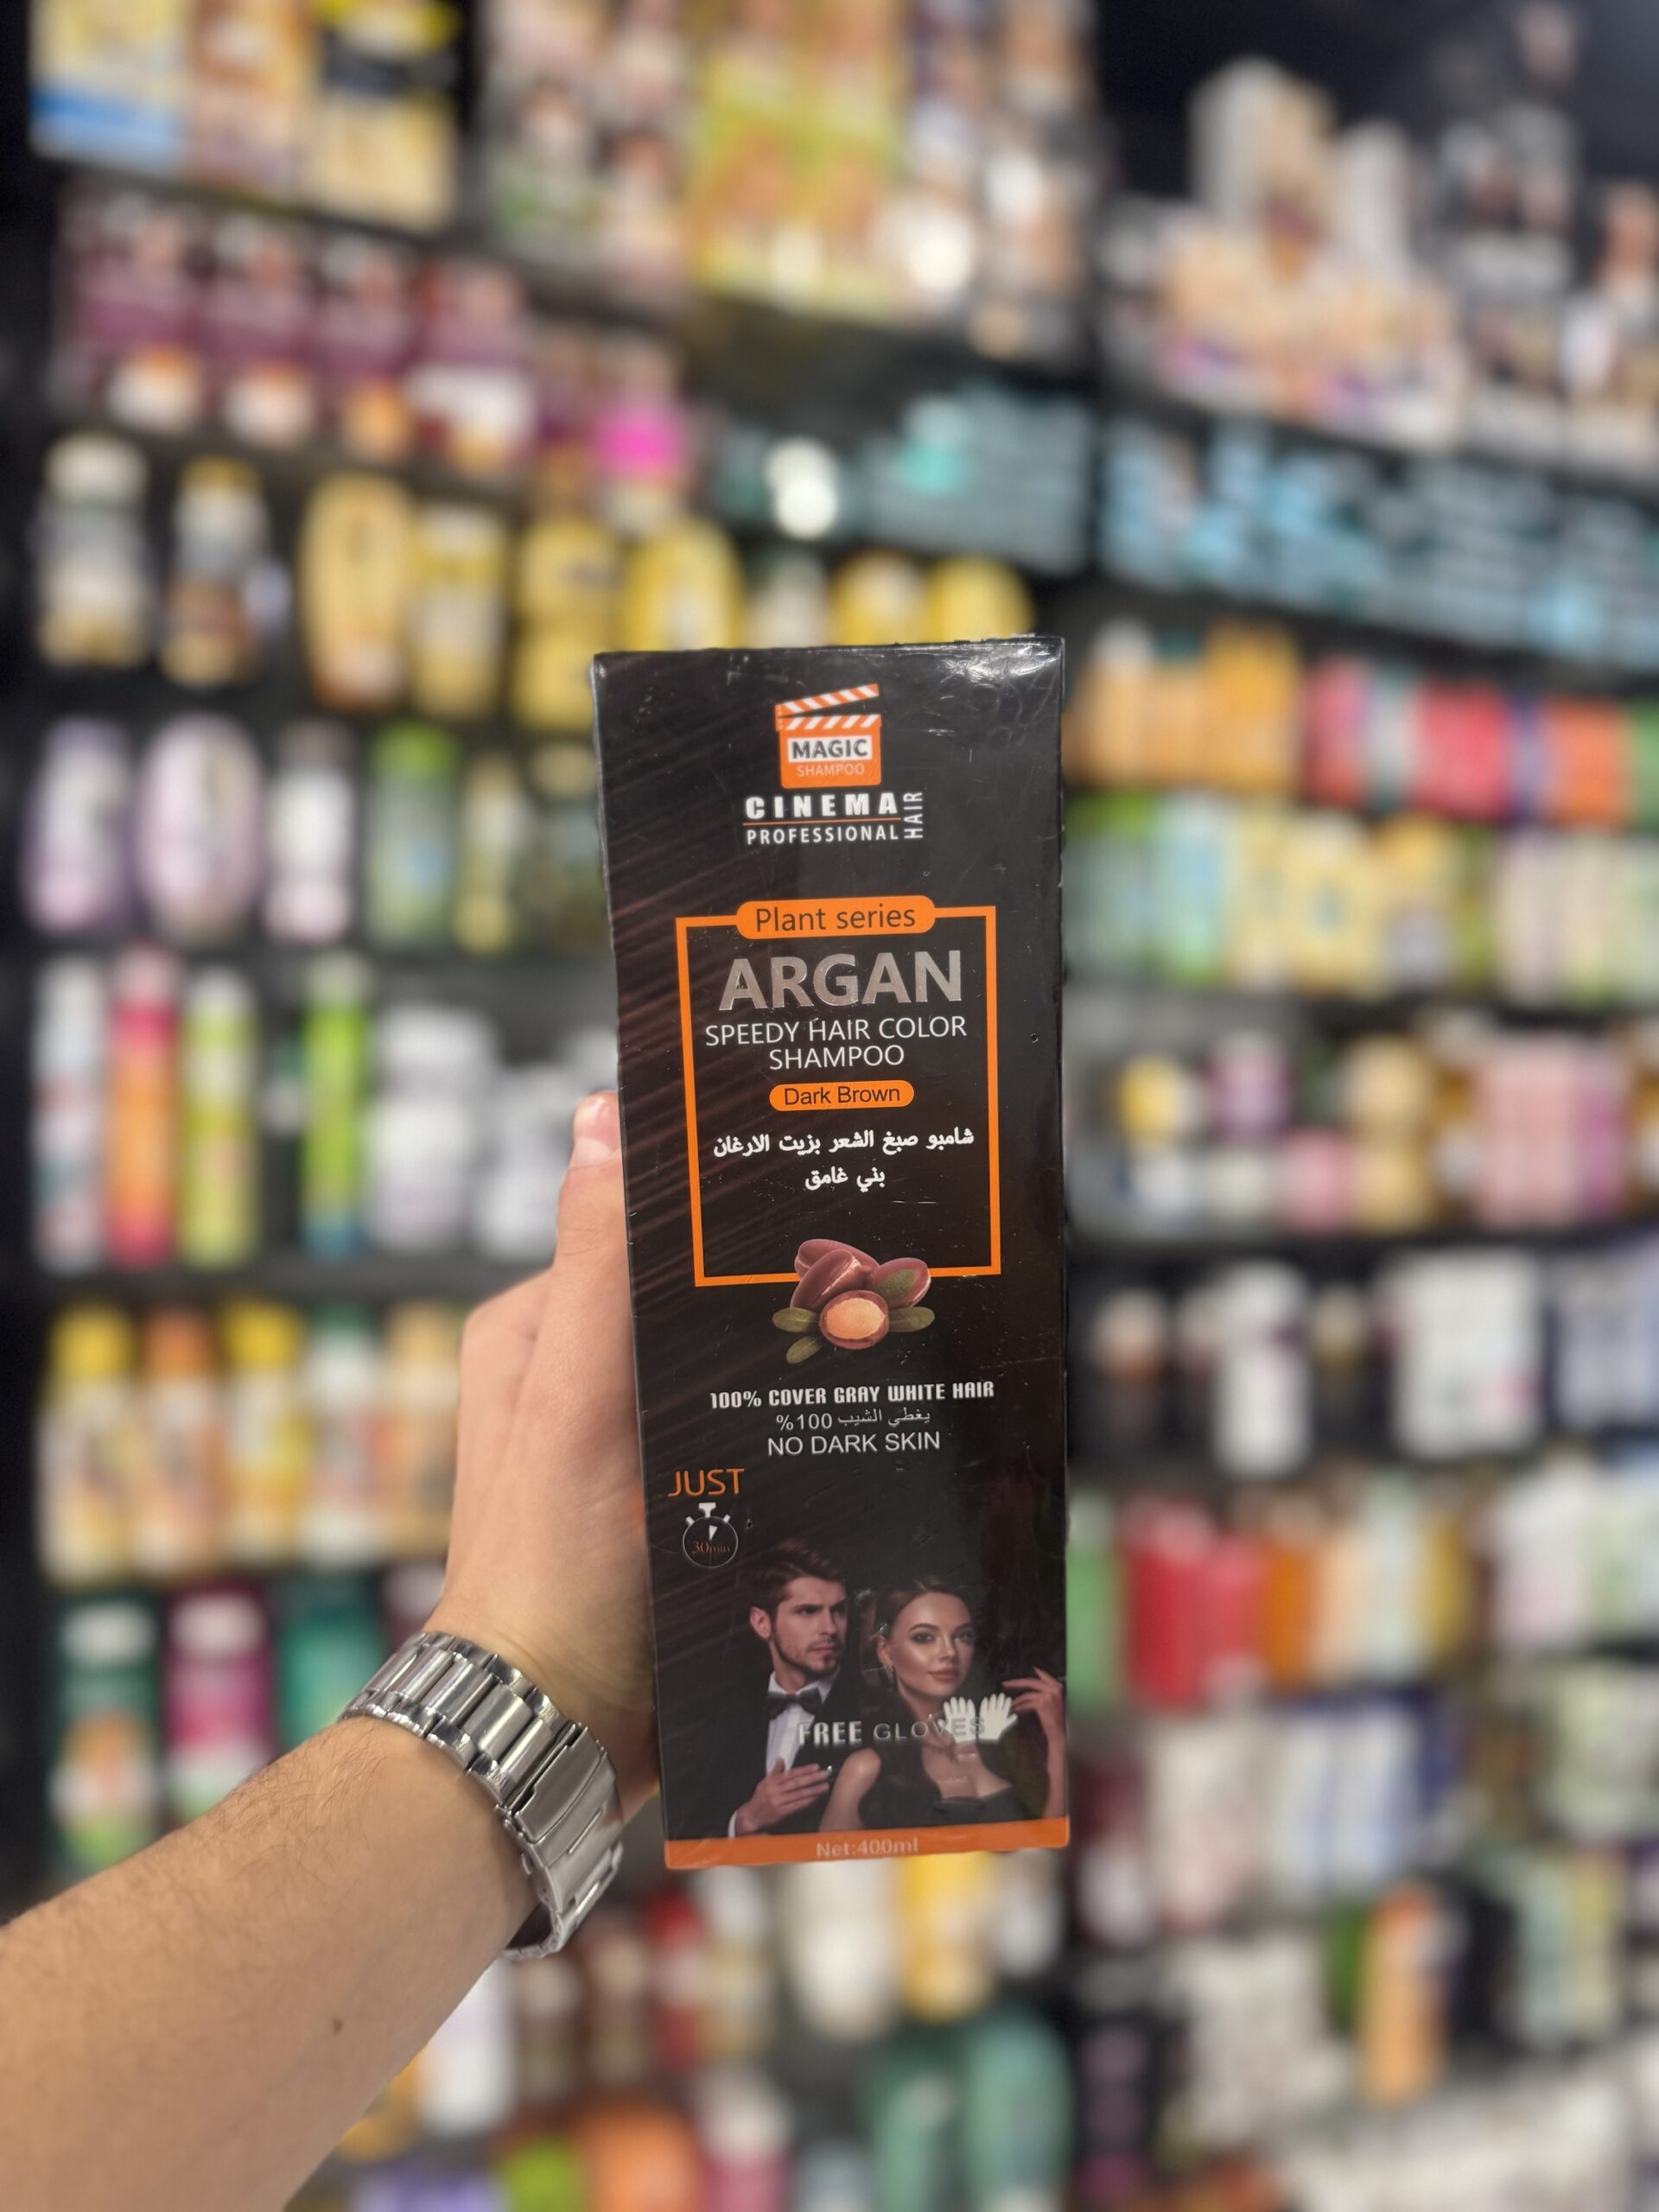 MAGIC
SHAMPOO
CINEMA
HAIR
PROFESSIONAL
Plant series
ARGAN
SPEEDY HAIR COLOR
SHAMPOO
Dark Brown
شامبو صبغ الشعر بزيت الارغان
بني غامق
100% COVER GRAY WHITE HAIR
يغطي الشيب 100%
NO DARK SKIN
JUST
30min
FREE GLOVES
Net:400ml